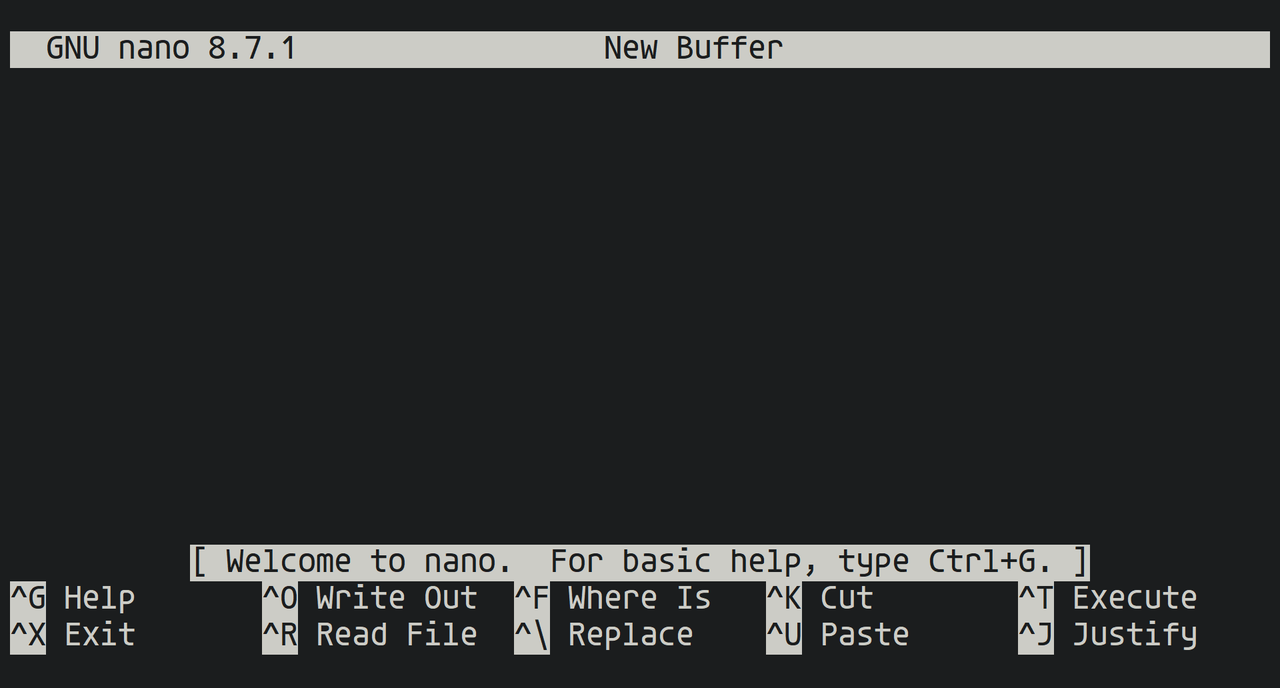 GNU nano 8.7.1 New Buffer
[ Welcome to nano.  For basic help, type Ctrl+G. ]
^G Help ^O Write Out ^F Where Is ^K Cut ^T Execute
^X Exit ^R Read File ^\ Replace ^U Paste ^J Justify